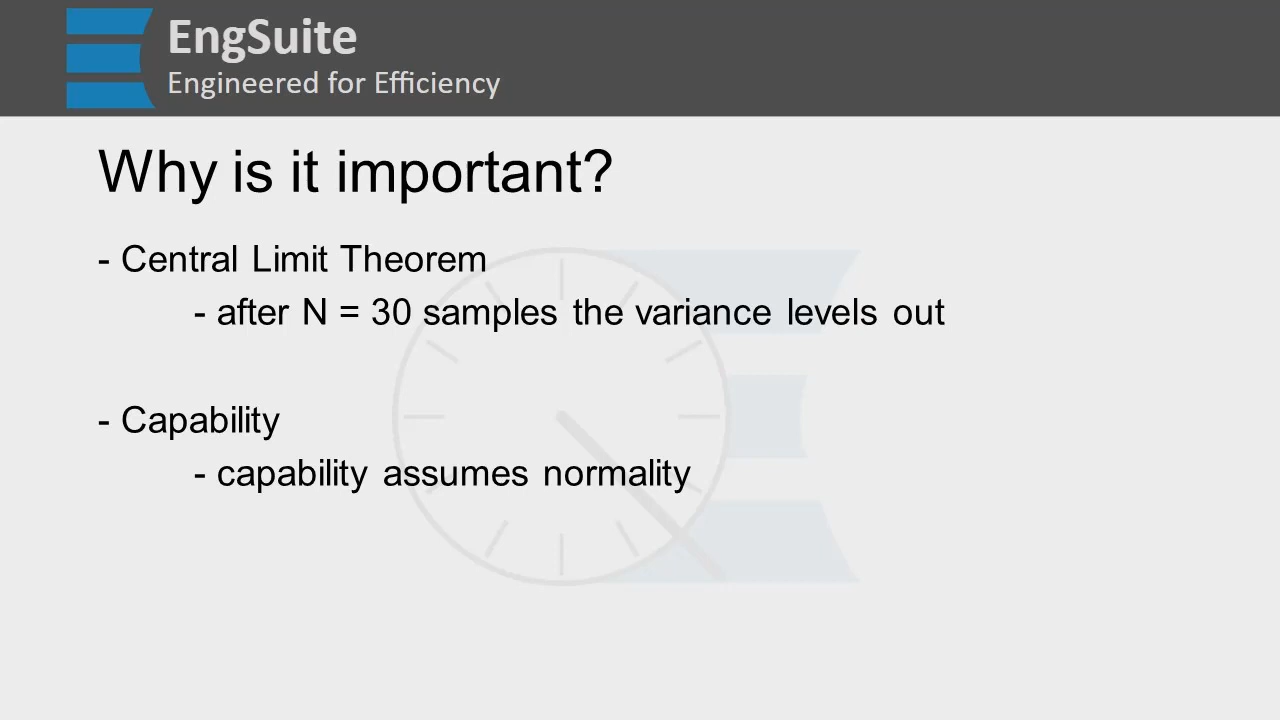 EngSuite
Engineered for Efficiency
Why is it important?
- Central Limit Theorem
- after N = 30 samples the variance levels out
- Capability
- capability assumes normality